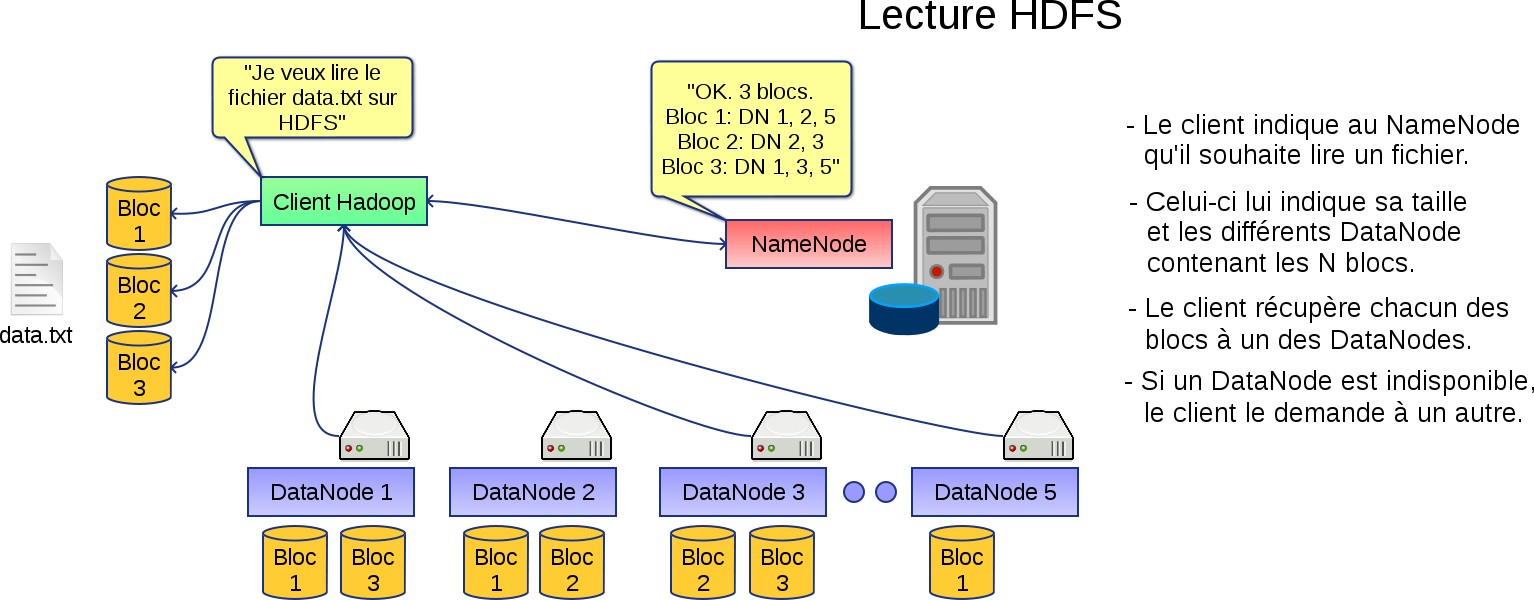 Lecture HDFS
"Je veux lire le
fichier data.txt sur
HDFS"
"OK. 3 blocs.
Bloc 1: DN 1, 2, 5
Bloc 2: DN 2, 3
Bloc 3: DN 1, 3, 5"
Client Hadoop
NameNode
Bloc
1
Bloc
2
Bloc
3
data.txt
- Le client indique au NameNode
qu'il souhaite lire un fichier.
- Celui-ci lui indique sa taille
et les différents DataNode
contenant les N blocs.
- Le client récupère chacun des
blocs à un des DataNodes.
- Si un DataNode est indisponible,
le client le demande à un autre.
DataNode 1
DataNode 2
DataNode 3
DataNode 5
Bloc
1
Bloc
3
Bloc
1
Bloc
2
Bloc
2
Bloc
3
Bloc
1